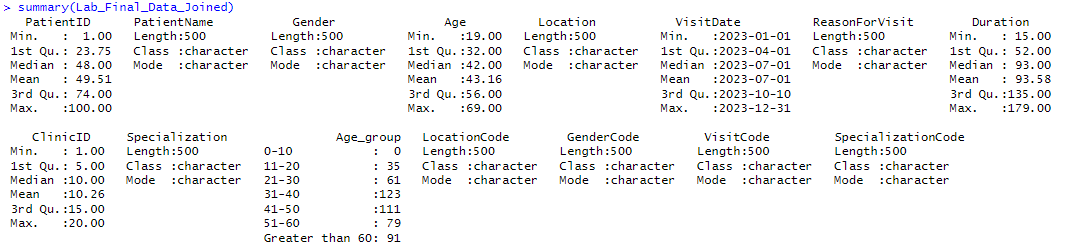 > summary(Lab_Final_Data_Joined)
PatientID PatientName Gender Age Location VisitDate ReasonForVisit Duration
Min. : 1.00 Length:500 Length:500 Min. :19.00 Length:500 Min. :2023-01-01 Length:500 Min. : 15.00
1st Qu.: 23.75 Class :character Class :character 1st Qu.:32.00 Class :character 1st Qu.:2023-04-01 Class :character 1st Qu.: 52.00
Median : 48.00 Mode :character Mode :character Median :42.00 Mode :character Median :2023-07-01 Mode :character Median : 93.00
Mean : 49.51 Mean :43.16 Mean :2023-07-01 Mean : 93.58
3rd Qu.: 74.00 3rd Qu.:56.00 3rd Qu.:2023-10-10 3rd Qu.:135.00
Max. :100.00 Max. :69.00 Max. :2023-12-31 Max. :179.00
ClinicID Specialization Age_group LocationCode GenderCode VisitCode SpecializationCode
Min. : 1.00 Length:500 0-10 : 0 Length:500 Length:500 Length:500 Length:500
1st Qu.: 5.00 Class :character 11-20 : 35 Class :character Class :character Class :character Class :character
Median :10.00 Mode :character 21-30 : 61 Mode :character Mode :character Mode :character Mode :character
Mean :10.26 31-40 :123
3rd Qu.:15.00 41-50 :111
Max. :20.00 51-60 : 79
Greater than 60: 91